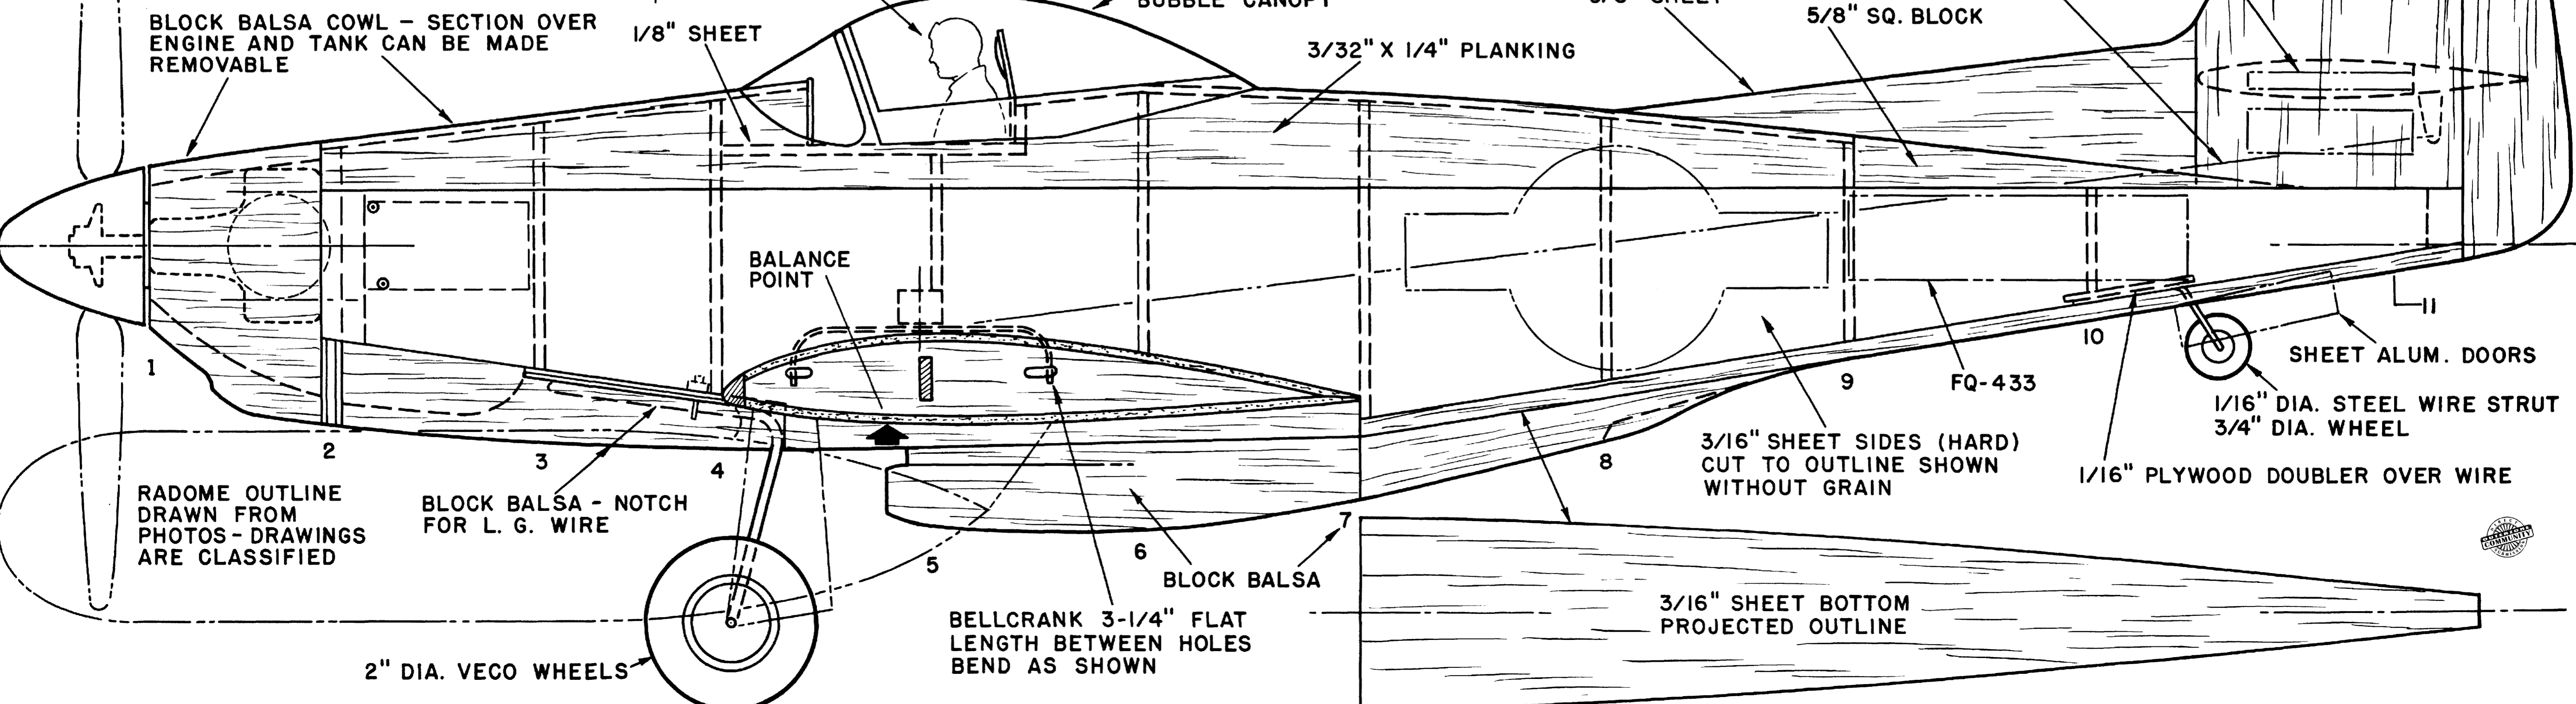 BLOCK BALSA COWL - SECTION OVER
ENGINE AND TANK CAN BE MADE
REMOVABLE
1/8" SHEET
BUBBLE CANOPY
3/32" X 1/4" PLANKING
SHEET
5/8" SQ. BLOCK
BALANCE
POINT
1
2
3
4
5
6
7
8
9
10
11
FQ-433
SHEET ALUM. DOORS
1/16" DIA. STEEL WIRE STRUT
3/4" DIA. WHEEL
1/16" PLYWOOD DOUBLER OVER WIRE
3/16" SHEET SIDES (HARD)
CUT TO OUTLINE SHOWN
WITHOUT GRAIN
RADOME OUTLINE
DRAWN FROM
PHOTOS - DRAWINGS
ARE CLASSIFIED
BLOCK BALSA - NOTCH
FOR L. G. WIRE
BLOCK BALSA
BELLCRANK 3-1/4" FLAT
LENGTH BETWEEN HOLES
BEND AS SHOWN
2" DIA. VECO WHEELS
3/16" SHEET BOTTOM
PROJECTED OUTLINE
COMMUNITY